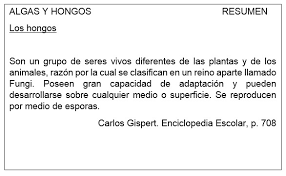 ALGAS Y HONGOS RESUMEN
Los hongos
Son un grupo de seres vivos diferentes de las plantas y de los
animales, razón por la cual se clasifican en un reino aparte llamado
Fungi. Poseen gran capacidad de adaptación y pueden
desarrollarse sobre cualquier medio o superficie. Se reproducen
por medio de esporas.
Carlos Gispert. Enciclopedia Escolar, p. 708